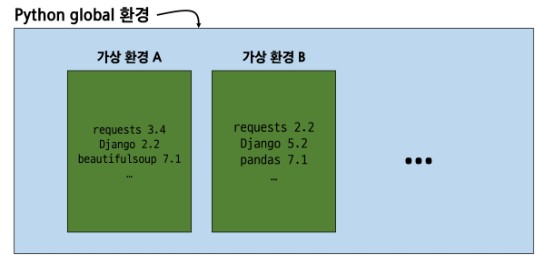 Python global 환경
가상 환경 A
requests 3.4
Django 2.2
beautifulsoup 7.1
…
가상 환경 B
requests 2.2
Django 5.2
pandas 7.1
…
...